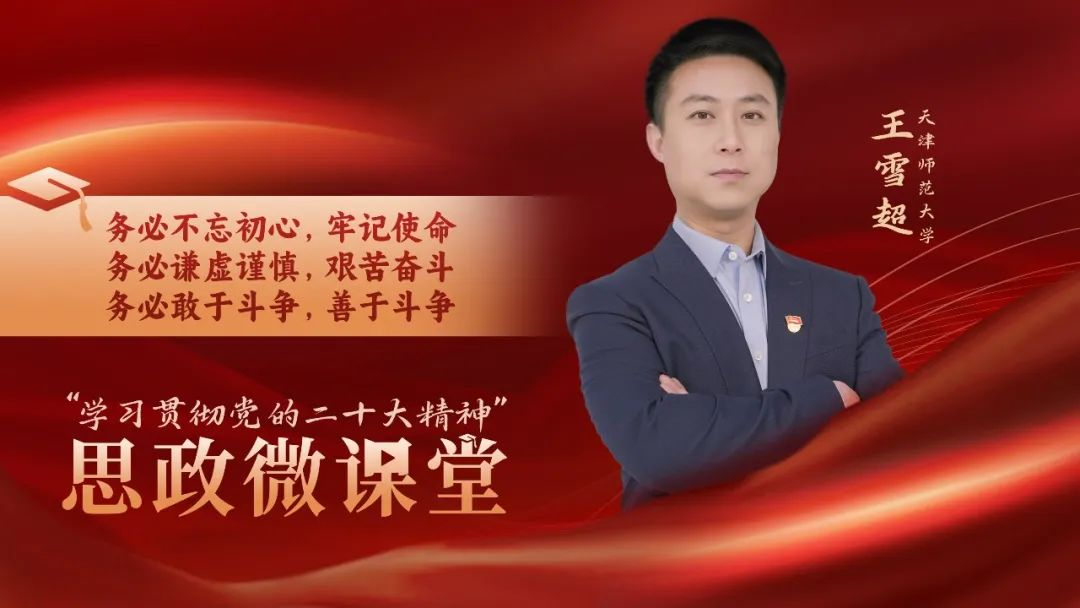 务必不忘初心，牢记使命
务必谦虚谨慎，艰苦奋斗
务必敢于斗争，善于斗争
“学习贯彻党的二十大精神”
思政微课堂
天津师范大学
王雪超